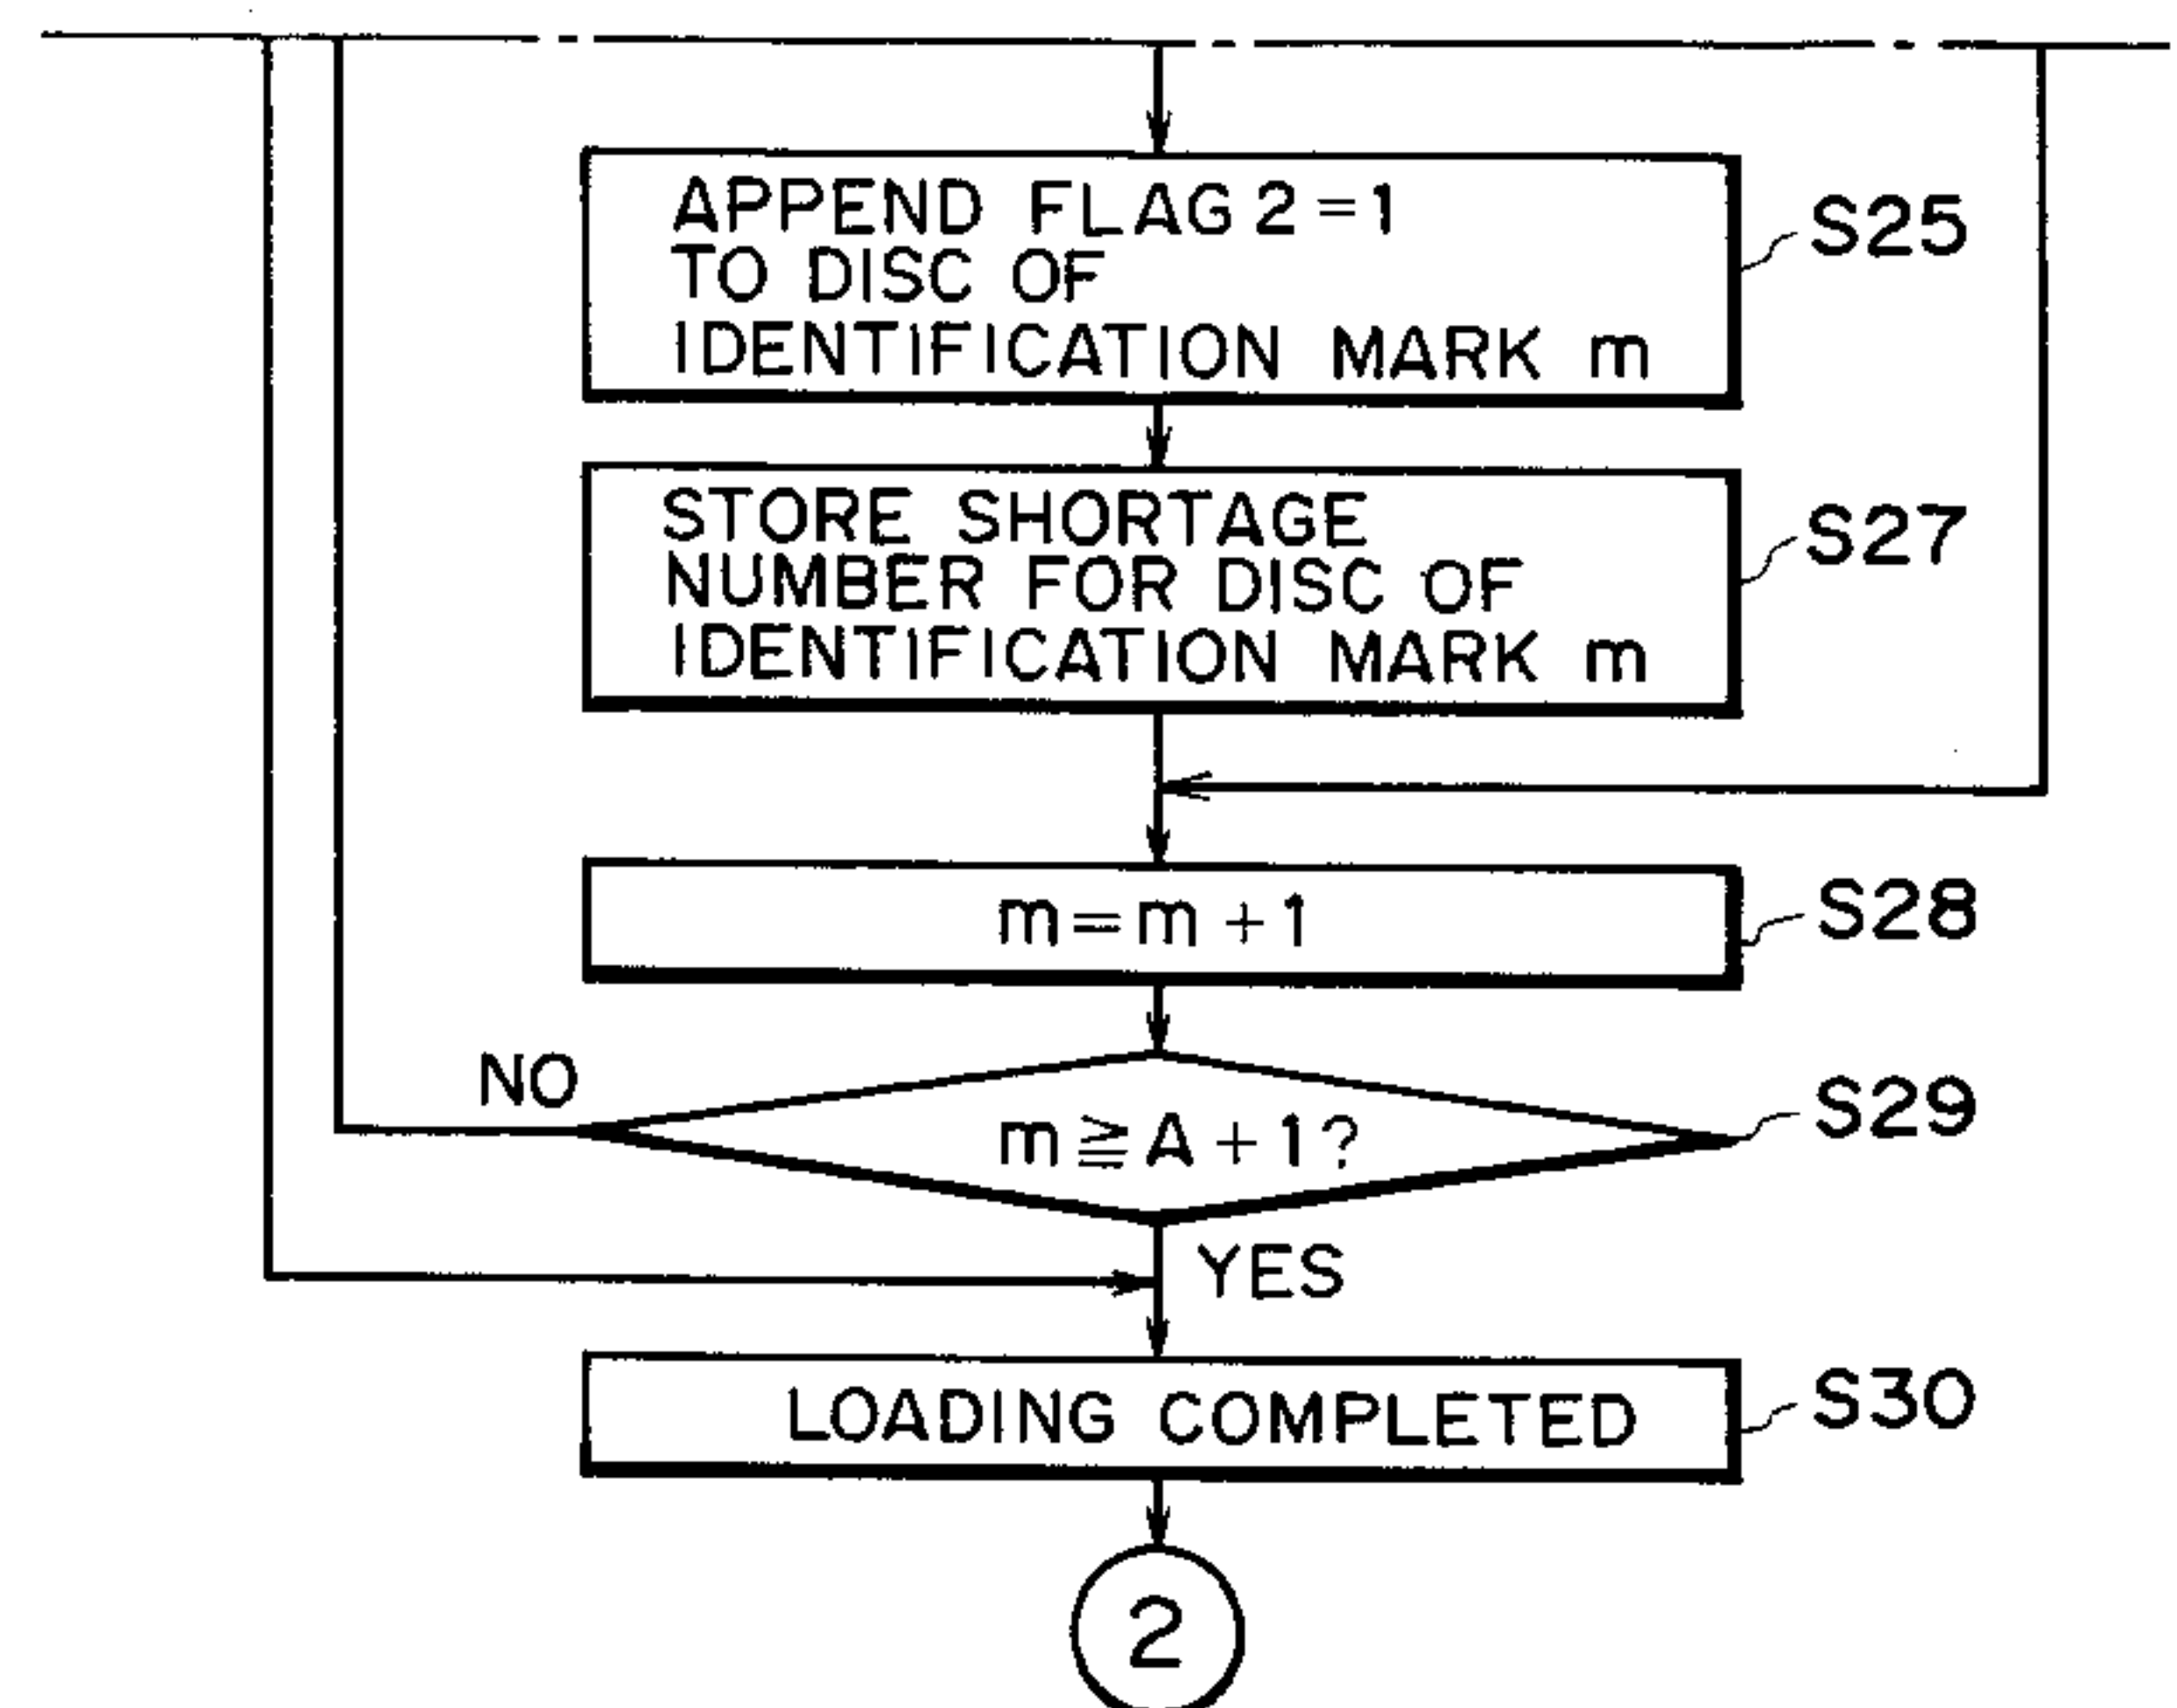 APPEND FLAG 2=1
TO DISC OF
IDENTIFICATION MARK m
S25
STORE SHORTAGE
NUMBER FOR DISC OF
IDENTIFICATION MARK m
S27
m=m+1
S28
NO
m≧A+1?
S29
YES
LOADING COMPLETED
S30
2